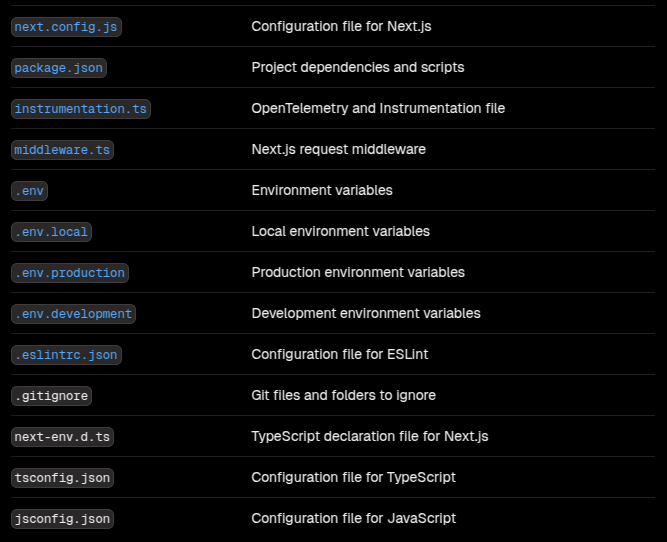 next.config.js Configuration file for Next.js
package.json Project dependencies and scripts
instrumentation.ts OpenTelemetry and Instrumentation file
middleware.ts Next.js request middleware
.env Environment variables
.env.local Local environment variables
.env.production Production environment variables
.env.development Development environment variables
.eslintrc.json Configuration file for ESLint
.gitignore Git files and folders to ignore
next-env.d.ts TypeScript declaration file for Next.js
tsconfig.json Configuration file for TypeScript
jsconfig.json Configuration file for JavaScript